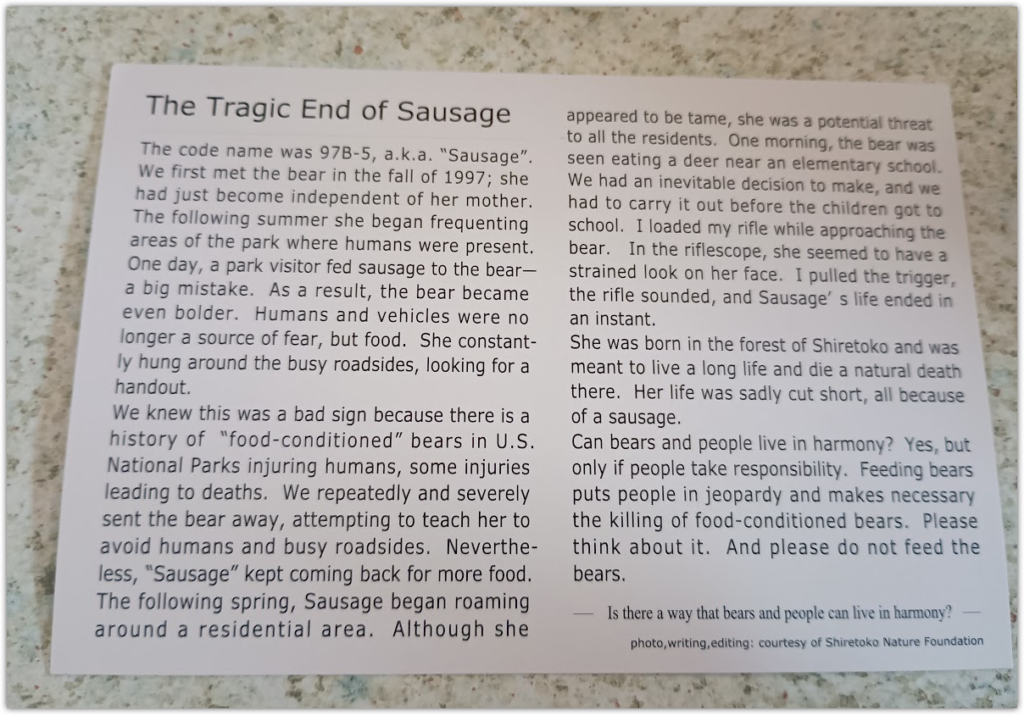 The Tragic End of Sausage
The code name was 97B-5, a.k.a. “Sausage”.
We first met the bear in the fall of 1997; she
had just become independent of her mother.
The following summer she began frequenting
areas of the park where humans were present.
One day, a park visitor fed sausage to the bear—
a big mistake.  As a result, the bear became
even bolder.  Humans and vehicles were no
longer a source of fear, but food.  She constant-
ly hung around the busy roadsides, looking for a
handout.
We knew this was a bad sign because there is a
history of  “food-conditioned” bears in U.S.
National Parks injuring humans, some injuries
leading to deaths.  We repeatedly and severely
sent the bear away, attempting to teach her to
avoid humans and busy roadsides.  Neverthe-
less, “Sausage” kept coming back for more food.
The following spring, Sausage began roaming
around a residential area.  Although she
appeared to be tame, she was a potential threat
to all the residents.  One morning, the bear was
seen eating a deer near an elementary school.
We had an inevitable decision to make, and we
had to carry it out before the children got to
school.  I loaded my rifle while approaching the
bear.   In the riflescope, she seemed to have a
strained look on her face.  I pulled the trigger,
the rifle sounded, and Sausage’ s life ended in
an instant.
She was born in the forest of Shiretoko and was
meant to live a long life and die a natural death
there.  Her life was sadly cut short, all because
of a sausage.
Can bears and people live in harmony?  Yes, but
only if people take responsibility.  Feeding bears
puts people in jeopardy and makes necessary
the killing of food-conditioned bears.  Please
think about it.  And please do not feed the
bears.
— Is there a way that bears and people can live in harmony? —
photo,writing,editing: courtesy of Shiretoko Nature Foundation